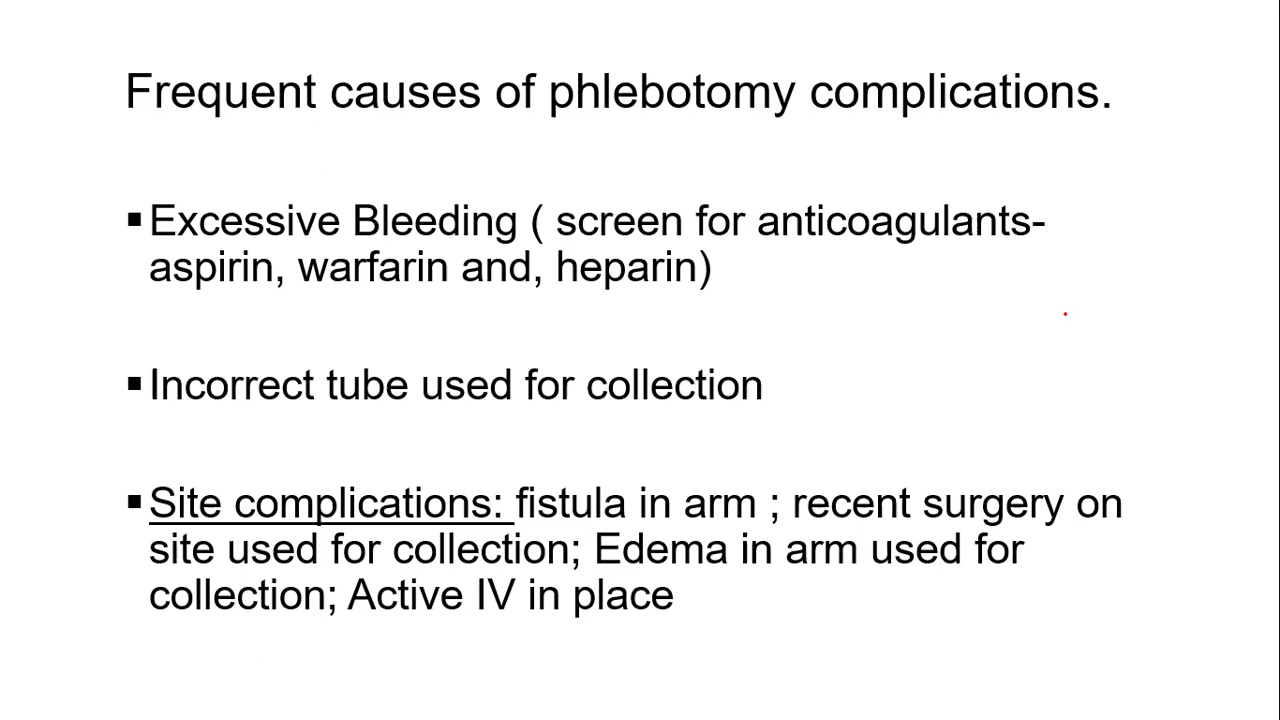 Frequent causes of phlebotomy complications.
▪Excessive Bleeding ( screen for anticoagulants-
aspirin, warfarin and, heparin)
▪Incorrect tube used for collection
▪Site complications: fistula in arm ; recent surgery on
site used for collection; Edema in arm used for
collection; Active IV in place